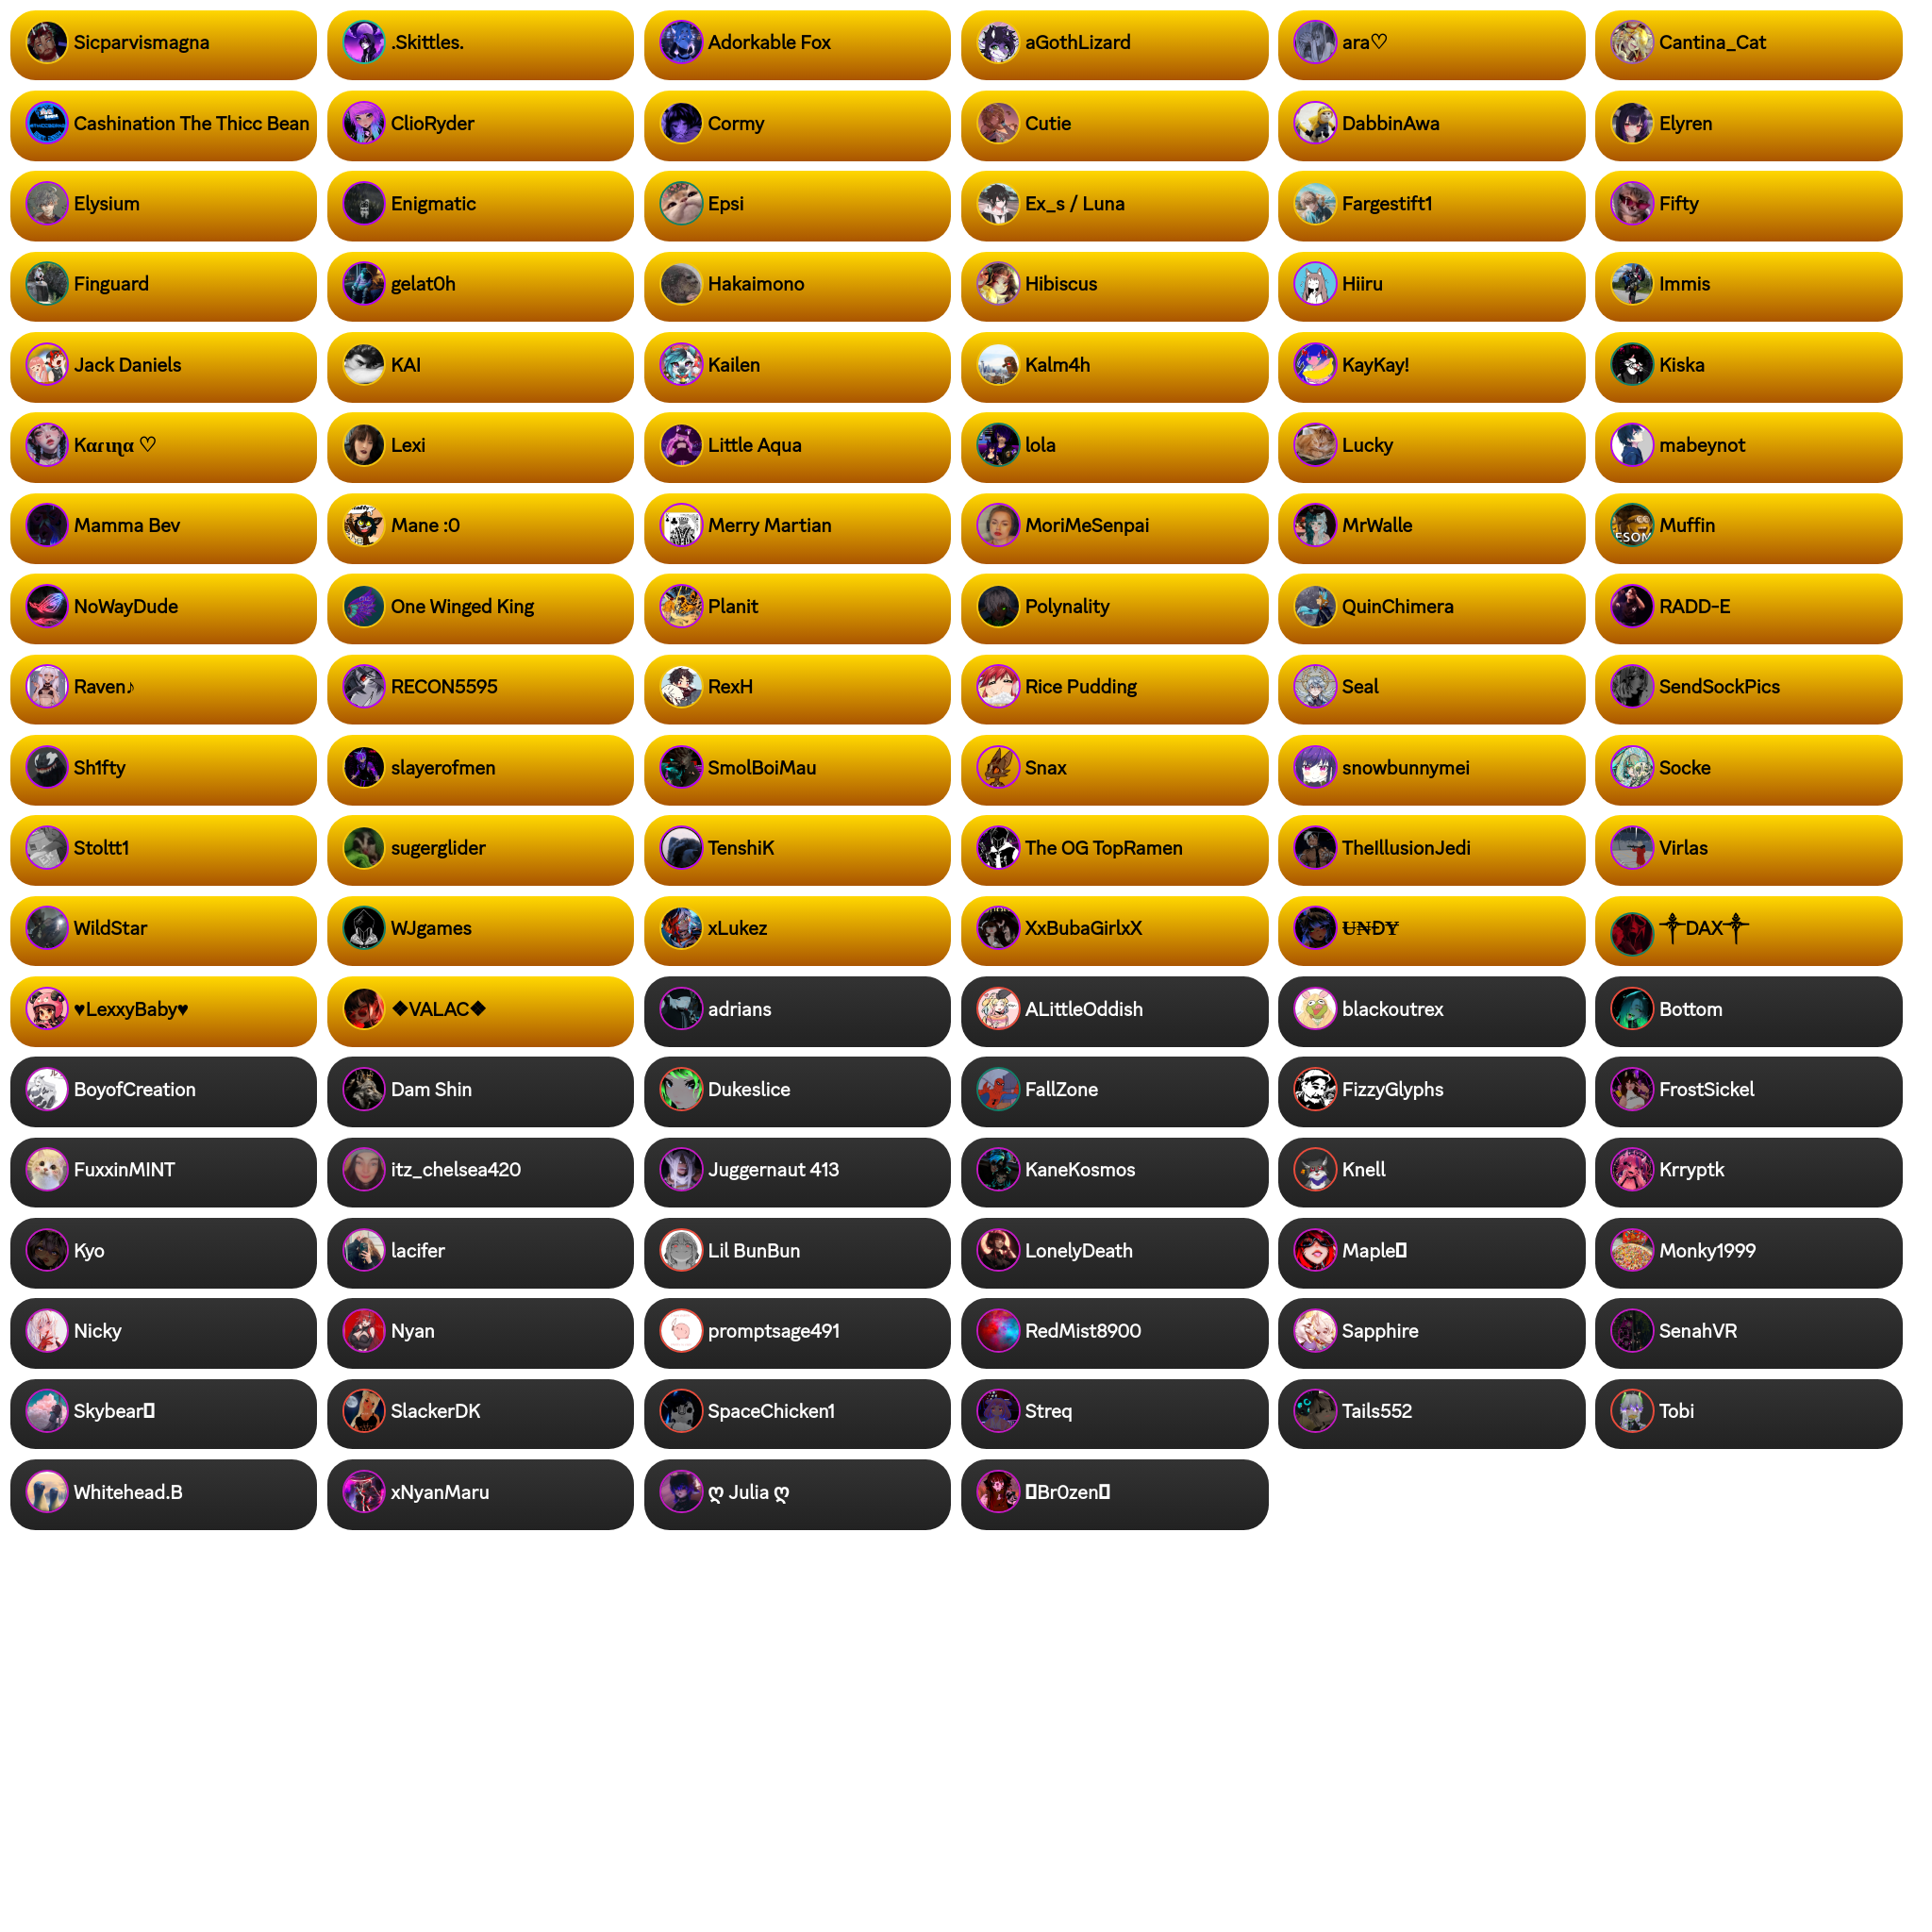 Sicparvismagna
.Skittles.
Adorkable Fox
aGothLizard
ara♡
Cantina_Cat
Cashination The Thicc Bean
ClioRyder
Cormy
Cutie
DabbinAwa
Elyren
Elysium
Enigmatic
Epsi
Ex_s / Luna
Fargestift1
Fifty
Finguard
gelat0h
Hakaimono
Hibiscus
Hiiru
Immis
Jack Daniels
KAI
Kailen
Kalm4h
KayKay!
Kiska
Kαɾιɳα ♡
Lexi
Little Aqua
lola
Lucky
mabeynot
Mamma Bev
Mane :0
Merry Martian
MoriMeSenpai
MrWalle
Muffin
NoWayDude
One Winged King
Planit
Polynality
QuinChimera
RADD-E
Raven♪
RECON5595
RexH
Rice Pudding
Seal
SendSockPics
Sh1fty
slayerofmen
SmolBoiMau
Snax
snowbunnymei
Socke
Stoltt1
sugerglider
TenshiK
The OG TopRamen
TheIllusionJedi
Virlas
WildStar
WJgames
xLukez
XxBubaGirlxX
Ʉ₦ĐɎ
༒DAX༒
♥LexxyBaby♥
❖VALAC❖
adrians
ALittleOddish
blackoutrex
Bottom
BoyofCreation
Dam Shin
Dukeslice
FallZone
FizzyGlyphs
FrostSickel
FuxxinMINT
itz_chelsea420
Juggernaut 413
KaneKosmos
Knell
Krryptk
Kyo
lacifer
Lil BunBun
LonelyDeath
Maple
Monky1999
Nicky
Nyan
promptsage491
RedMist8900
Sapphire
SenahVR
Skybear
SlackerDK
SpaceChicken1
Streq
Tails552
Tobi
Whitehead.B
xNyanMaru
ღ Julia ღ
Br0zen